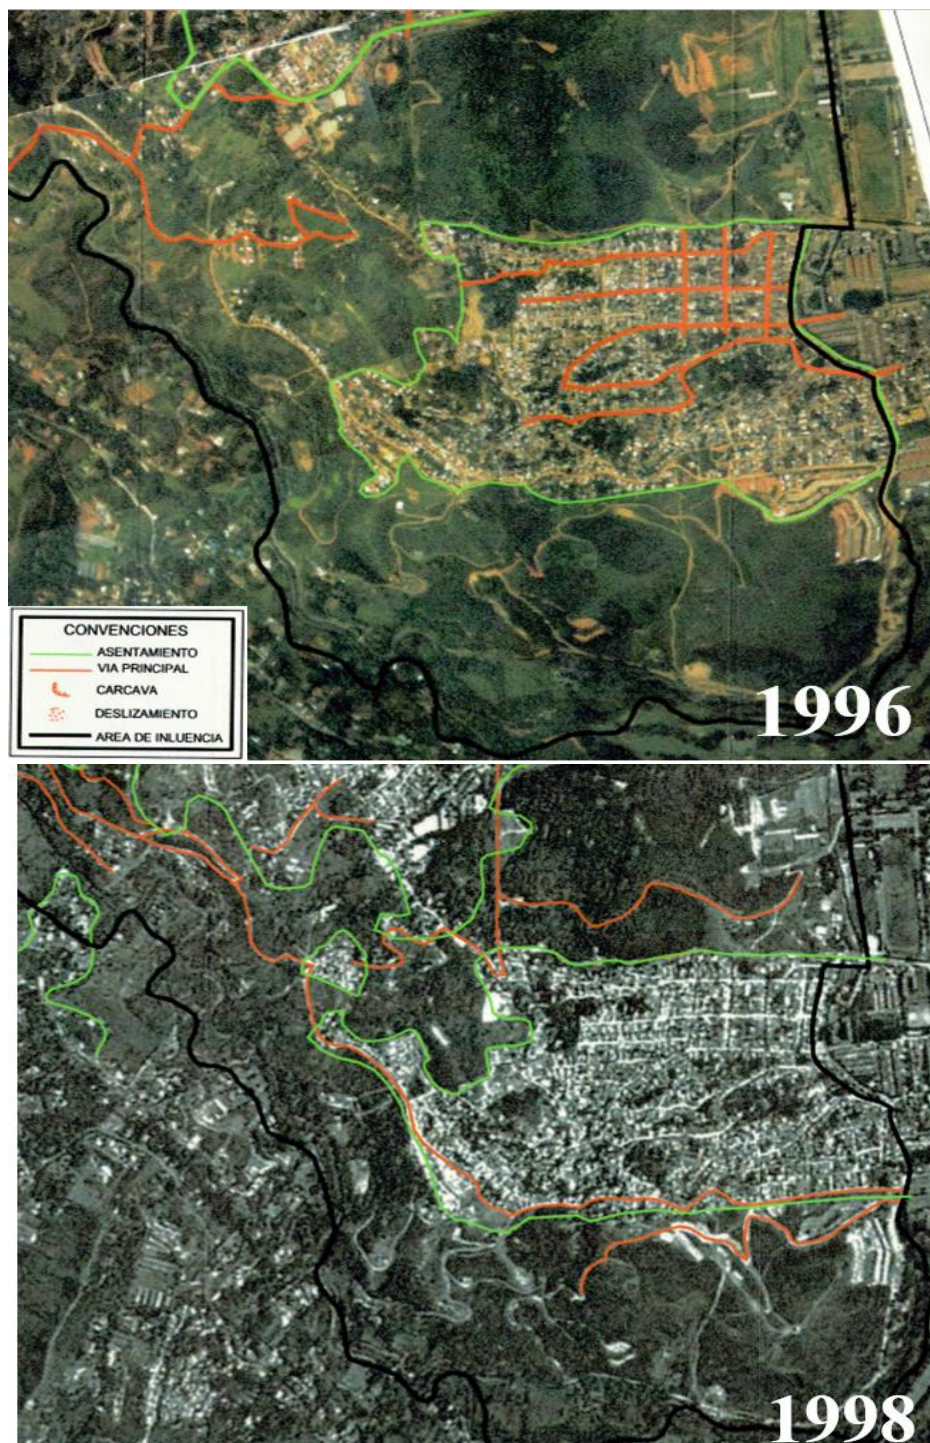 1996
CONVENCIONES
ASENTAMIENTO
VIA PRINCIPAL
CARCAVA
DESLIZAMIENTO
AREA DE INLUENCIA
1998